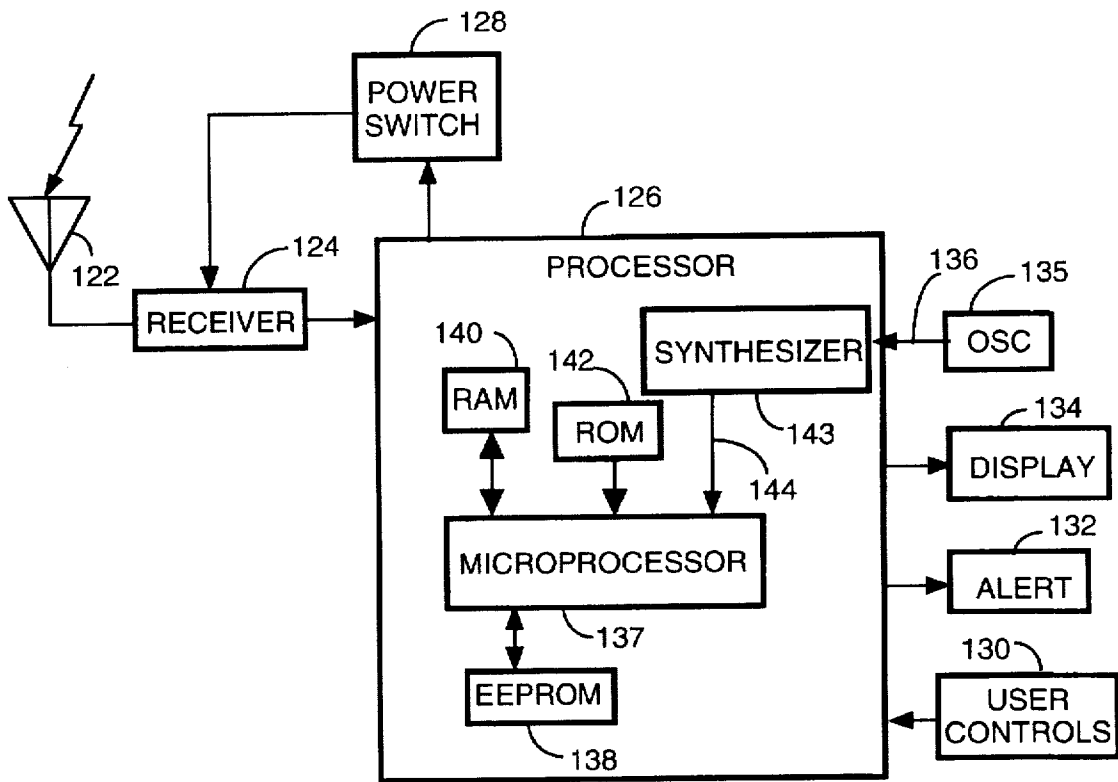 128
POWER
SWITCH
126
122
124
RECEIVER
PROCESSOR
136
135
OSC
SYNTHESIZER
143
140
RAM
142
ROM
144
134
DISPLAY
MICROPROCESSOR
137
132
ALERT
EEPROM
138
130
USER
CONTROLS